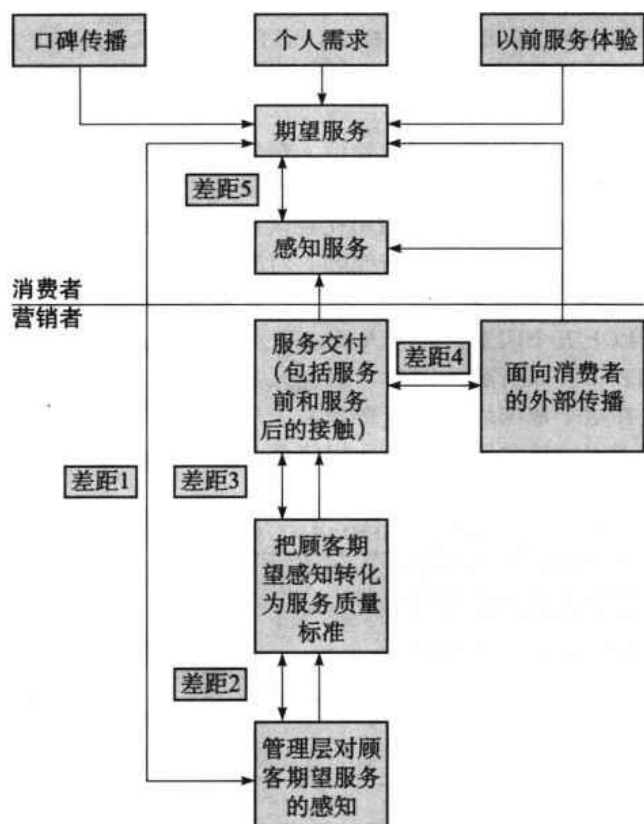 口碑传播
个人需求
以前服务体验
期望服务
差距5
感知服务
消费者
营销者
服务交付
（包括服务
前和服务
后的接触）
差距4
面向消费者
的外部传播
差距1
差距3
把顾客期
望感知转化
为服务质量
标准
差距2
管理层对顾
客期望服务
的感知